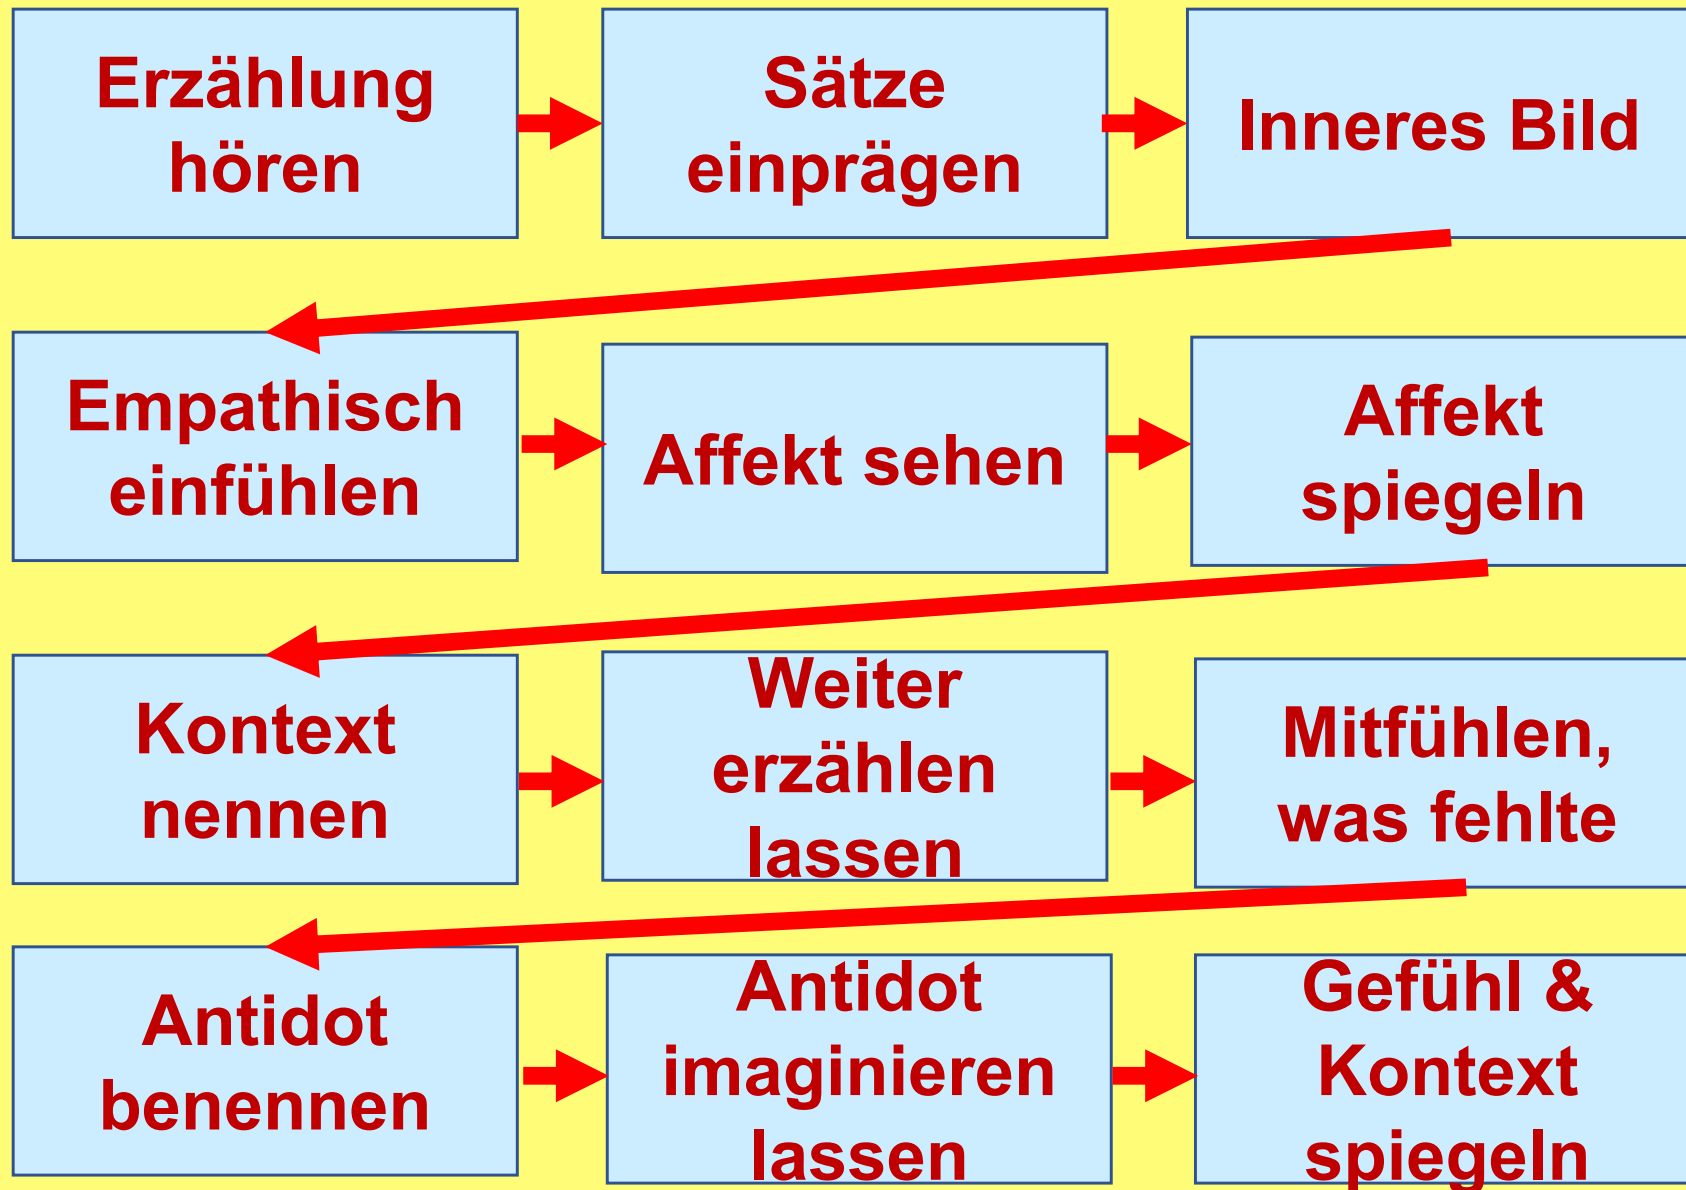 Erzählung
hören
Sätze
einprägen
Inneres Bild
Empathisch
einfühlen
Affekt sehen
Affekt
spiegeln
Kontext
nennen
Weiter
erzählen
lassen
Mitfühlen,
was fehlte
Antidot
benennen
Antidot
imaginieren
lassen
Gefühl &
Kontext
spiegeln